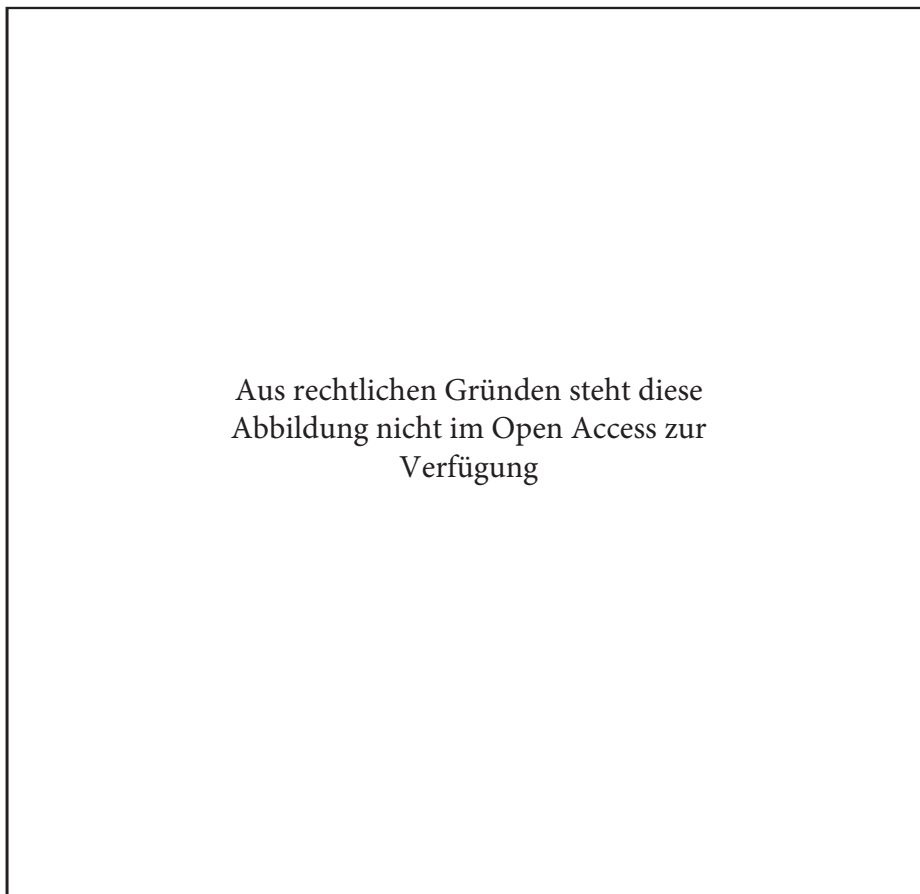 Aus rechtlichen Gründen steht diese
Abbildung nicht im Open Access zur
Verfügung